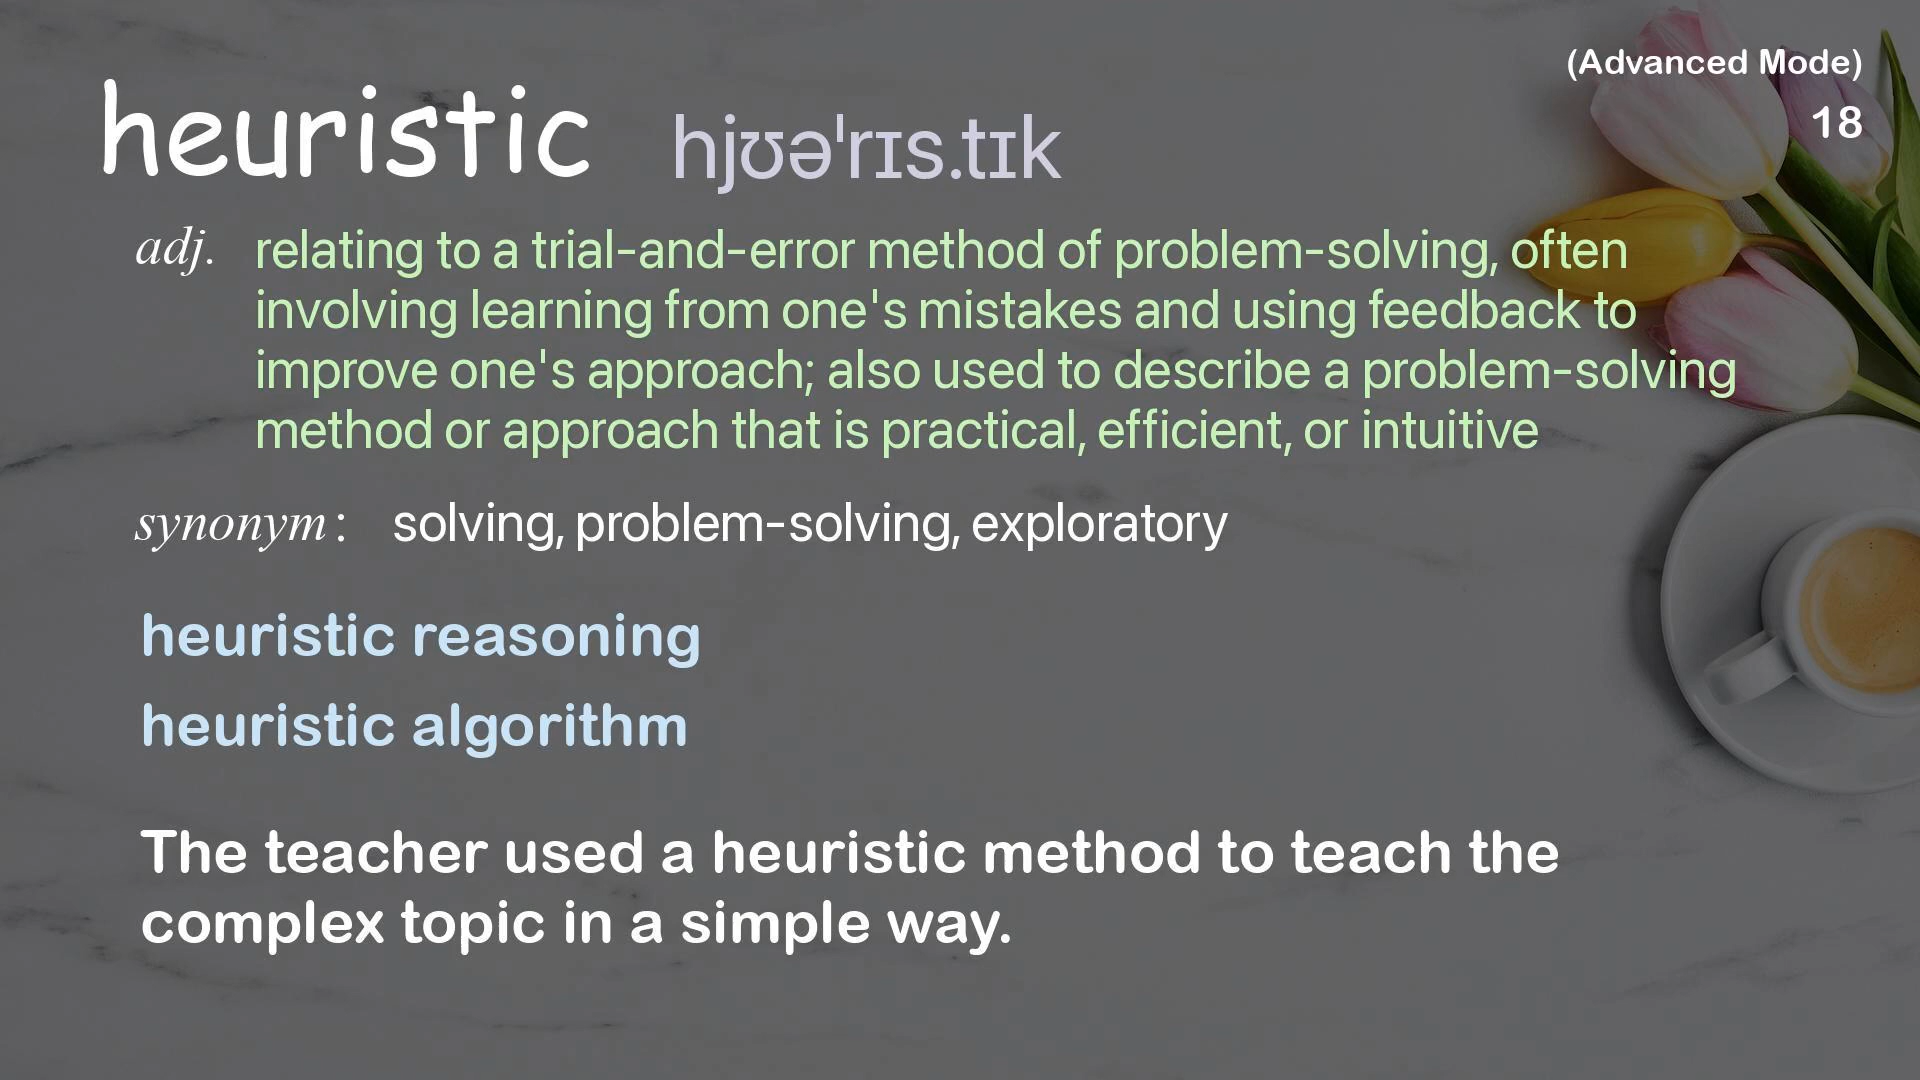 (Advanced Mode)
18
heuristic hjʊəˈrɪs.tɪk
adj. relating to a trial-and-error method of problem-solving, often
involving learning from one's mistakes and using feedback to
improve one's approach; also used to describe a problem-solving
method or approach that is practical, efficient, or intuitive
synonym: solving, problem-solving, exploratory
heuristic reasoning
heuristic algorithm
The teacher used a heuristic method to teach the
complex topic in a simple way.